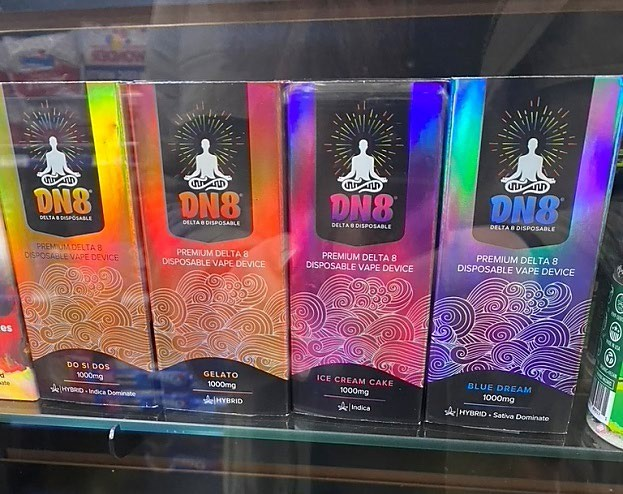 DN8®
DELTA 8 DISPOSABLE
PREMIUM DELTA 8
DISPOSABLE VAPE DEVICE
DO SI DOS
1000mg
HYBRID • Indica Dominate
DN8®
DELTA 8 DISPOSABLE
PREMIUM DELTA 8
DISPOSABLE VAPE DEVICE
GELATO
1000mg
HYBRID
DN8®
DELTA 8 DISPOSABLE
PREMIUM DELTA 8
DISPOSABLE VAPE DEVICE
ICE CREAM CAKE
1000mg
Indica
DN8®
DELTA 8 DISPOSABLE
PREMIUM DELTA 8
DISPOSABLE VAPE DEVICE
BLUE DREAM
1000mg
HYBRID • Sativa Dominate